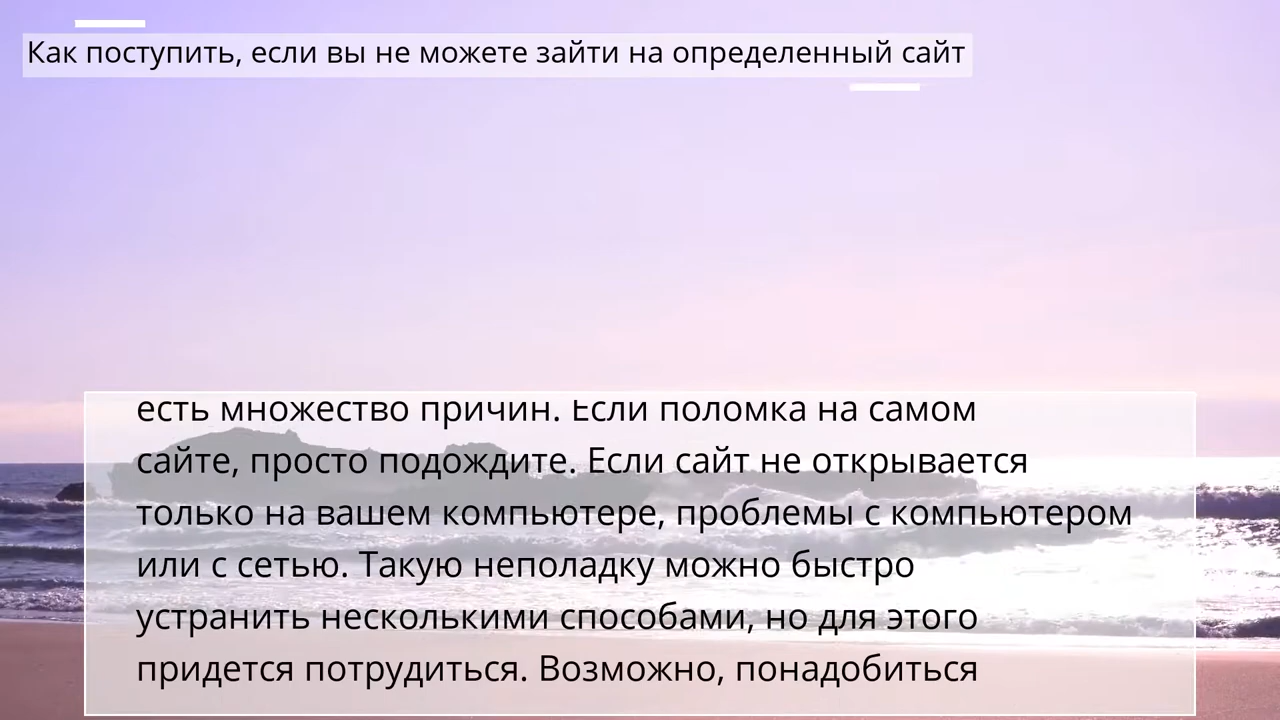 Как поступить, если вы не можете зайти на определенный сайт
есть множество причин. Если поломка на самом
сайте, просто подождите. Если сайт не открывается
только на вашем компьютере, проблемы с компьютером
или с сетью. Такую неполадку можно быстро
устранить несколькими способами, но для этого
придется потрудиться. Возможно, понадобиться